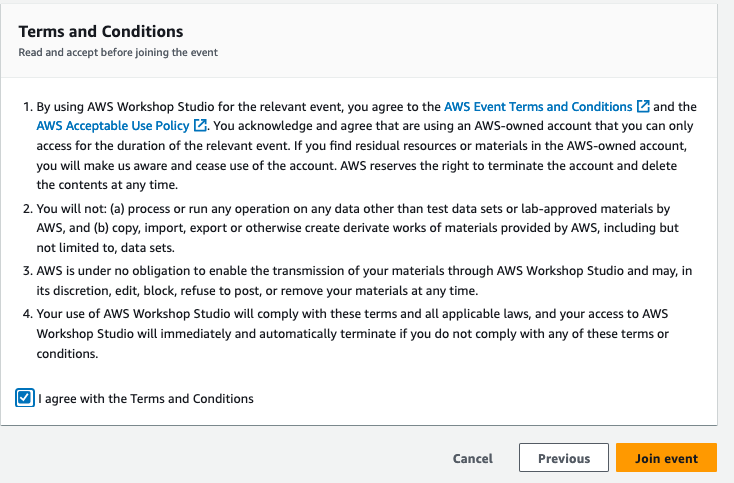 Terms and Conditions
Read and accept before joining the event
1. By using AWS Workshop Studio for the relevant event, you agree to the AWS Event Terms and Conditions and the
AWS Acceptable Use Policy. You acknowledge and agree that are using an AWS-owned account that you can only
access for the duration of the relevant event. If you find residual resources or materials in the AWS-owned account,
you will make us aware and cease use of the account. AWS reserves the right to terminate the account and delete
the contents at any time.
2. You will not: (a) process or run any operation on any data other than test data sets or lab-approved materials by
AWS, and (b) copy, import, export or otherwise create derivate works of materials provided by AWS, including but
not limited to, data sets.
3. AWS is under no obligation to enable the transmission of your materials through AWS Workshop Studio and may, in
its discretion, edit, block, refuse to post, or remove your materials at any time.
4. Your use of AWS Workshop Studio will comply with these terms and all applicable laws, and your access to AWS
Workshop Studio will immediately and automatically terminate if you do not comply with any of these terms or
conditions.
I agree with the Terms and Conditions
Cancel Previous Join event